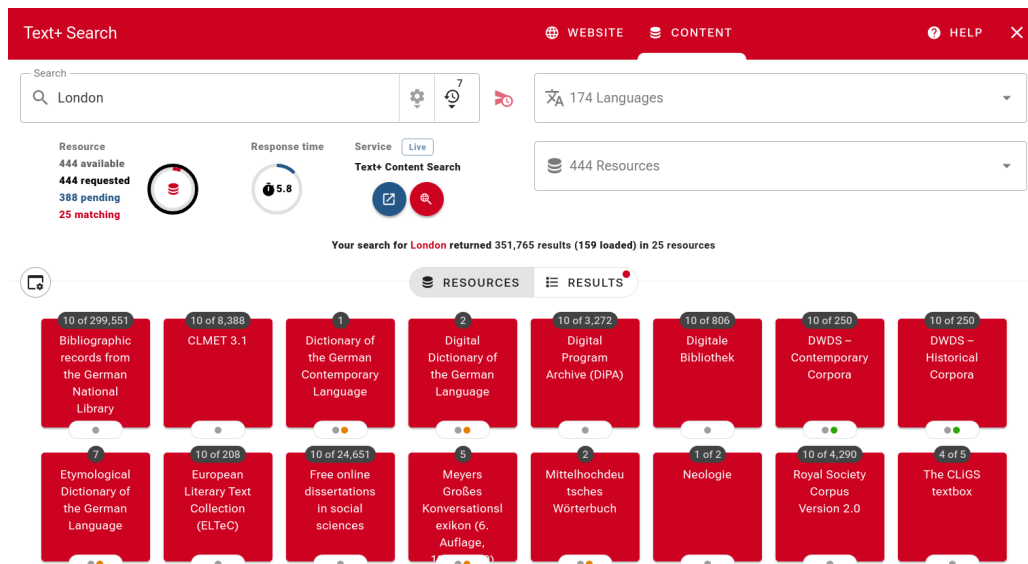 Text+ Search
WEBSITE
CONTENT
HELP
Search
London
7
174 Languages
Resource
444 available
444 requested
388 pending
25 matching
Response time
5.8
Service
Live
Text+ Content Search
444 Resources
Your search for London returned 351,765 results (159 loaded) in 25 resources
RESOURCES
RESULTS
10 of 299,551
Bibliographic
records from
the German
National
Library
10 of 8,388
CLMET 3.1
1
Dictionary of
the German
Contemporary
Language
2
Digital
Dictionary of
the German
Language
10 of 3,272
Digital
Program
Archive (DiPA)
10 of 806
Digitale
Bibliothek
10 of 250
DWDS –
Contemporary
Corpora
10 of 250
DWDS –
Historical
Corpora
7
Etymological
Dictionary of
the German
Language
10 of 208
European
Literary Text
Collection
(ELTeC)
10 of 24,651
Free online
dissertations
in social
sciences
5
Meyers
Großes
Konversationsl
exikon (6.
Auflage,
2
Mittelhochdeu
tsches
Wörterbuch
1 of 2
Neologie
10 of 4,290
Royal Society
Corpus
Version 2.0
4 of 5
The CLiGS
textbox